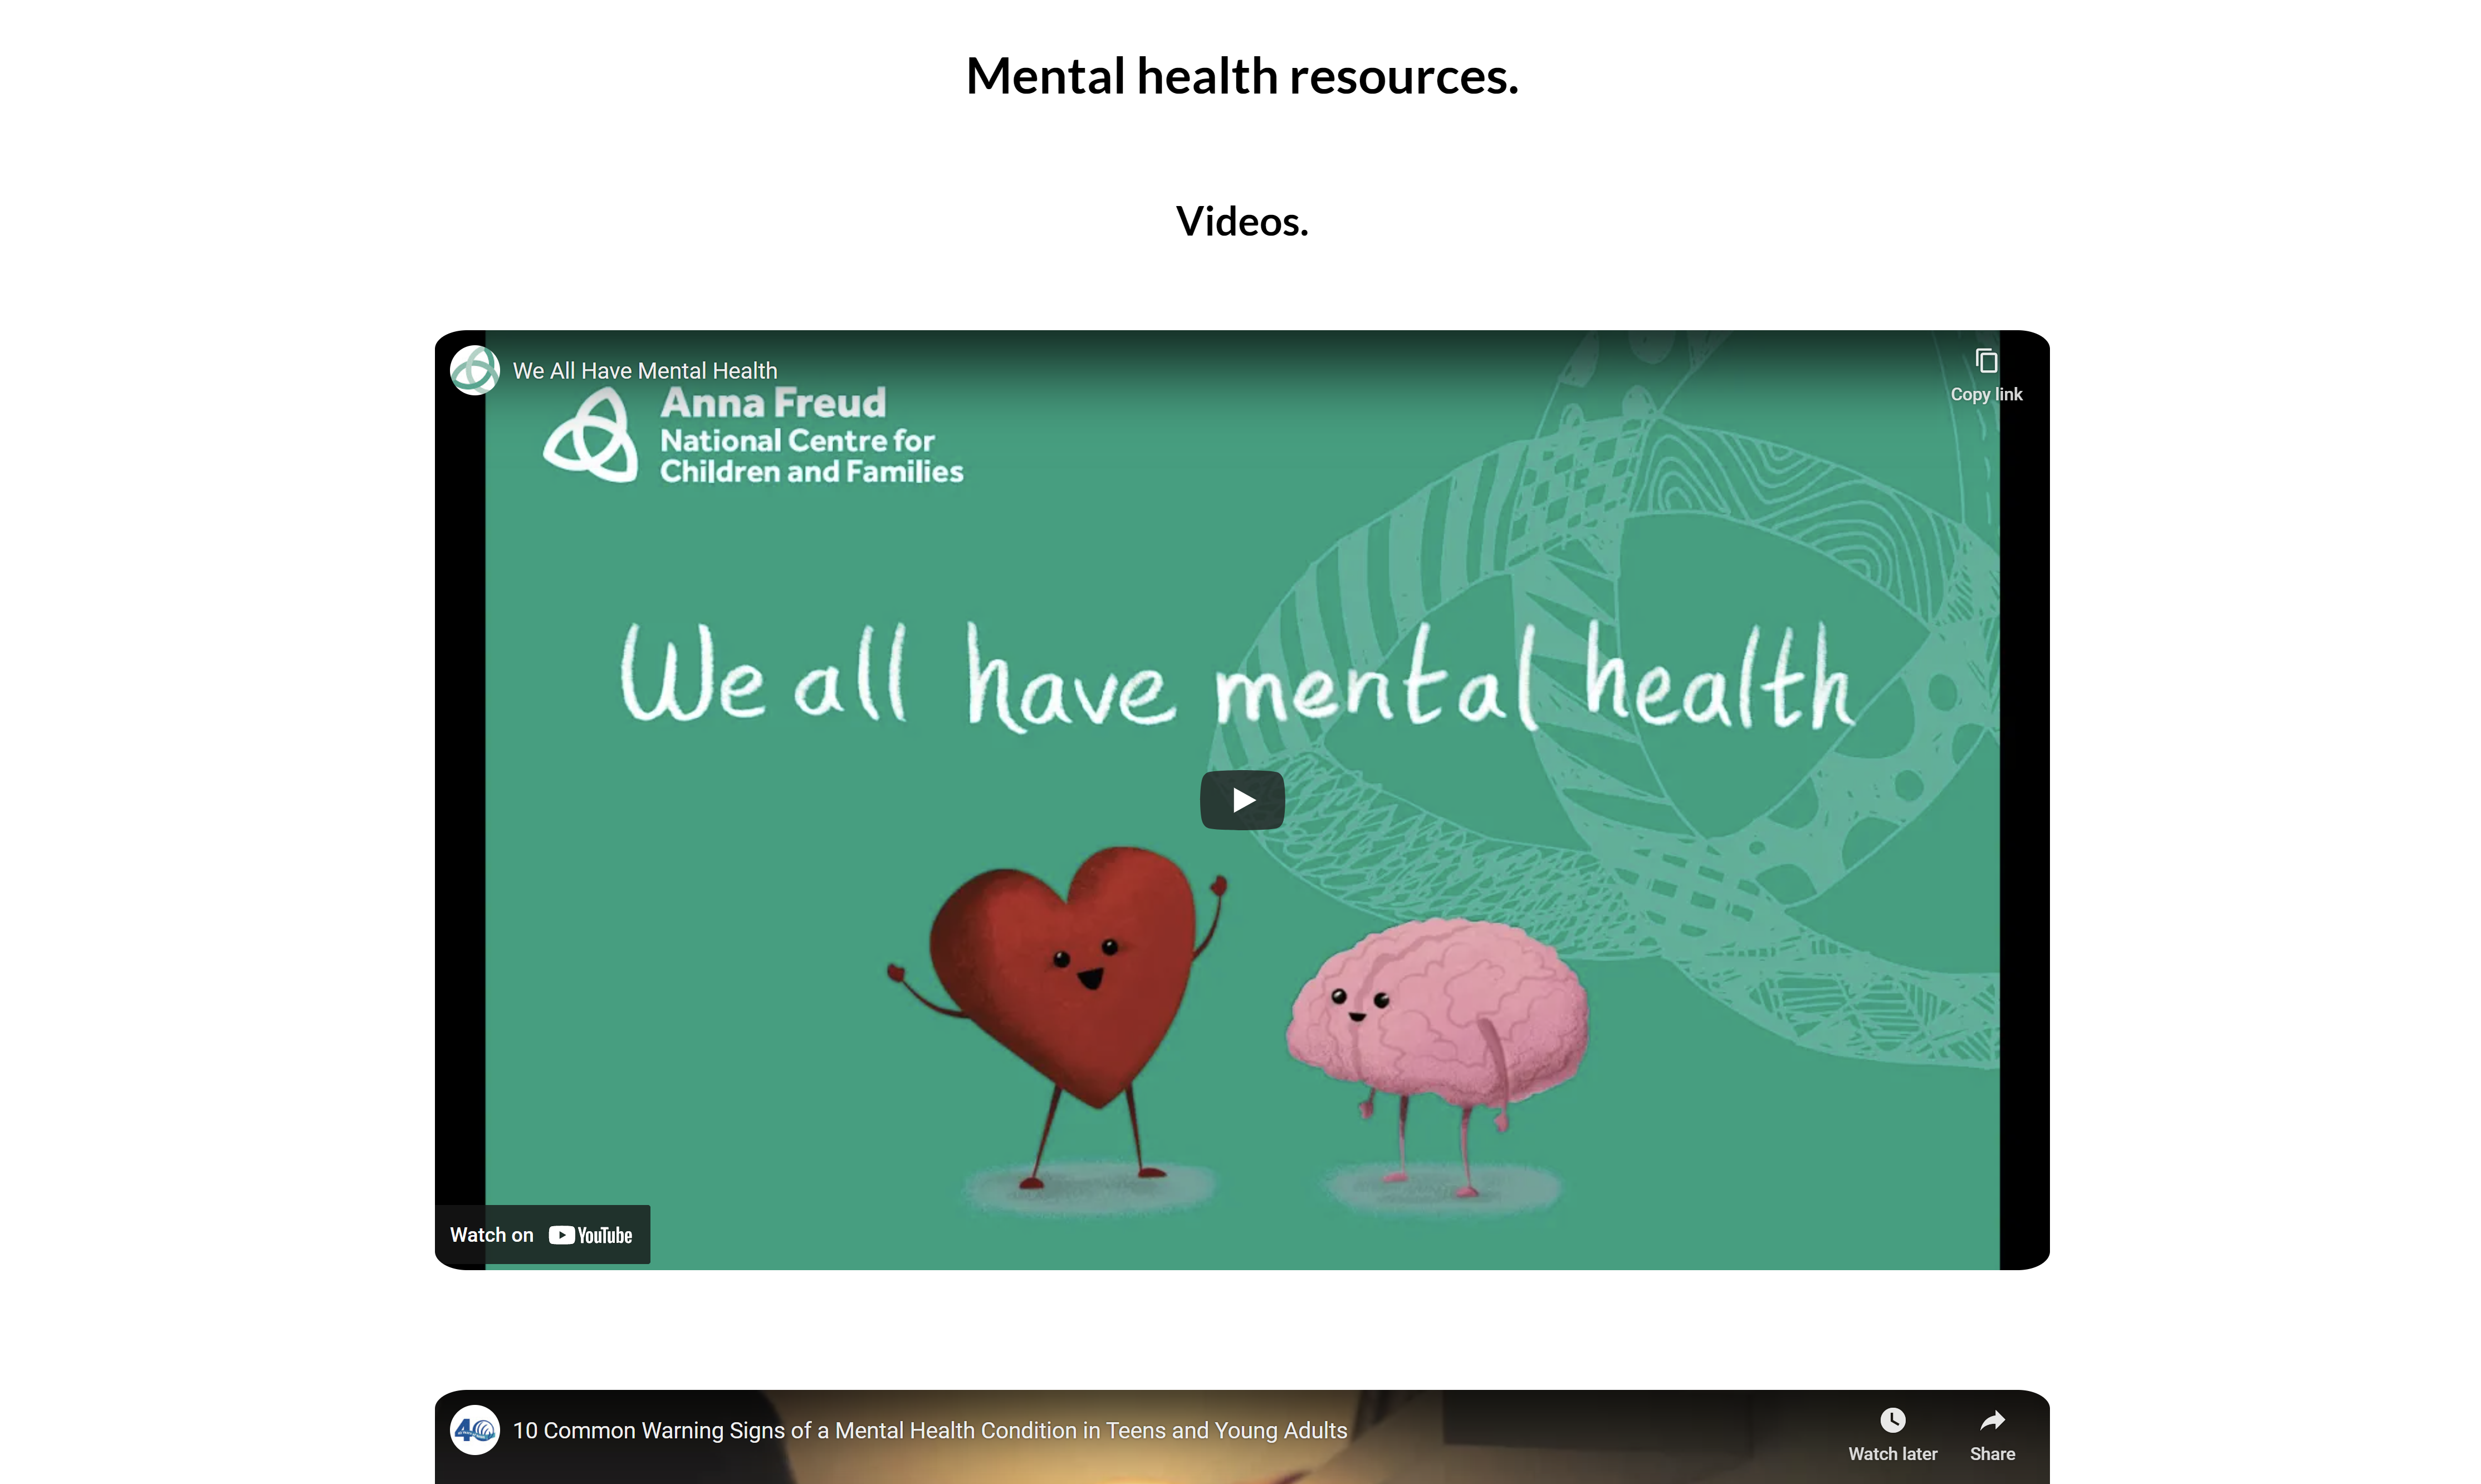 Mental health resources.
Videos.
We All Have Mental Health
Copy link
Anna Freud
National Centre for
Children and Families
We all have mental health
Watch on YouTube
40
10 Common Warning Signs of a Mental Health Condition in Teens and Young Adults
Watch later
Share